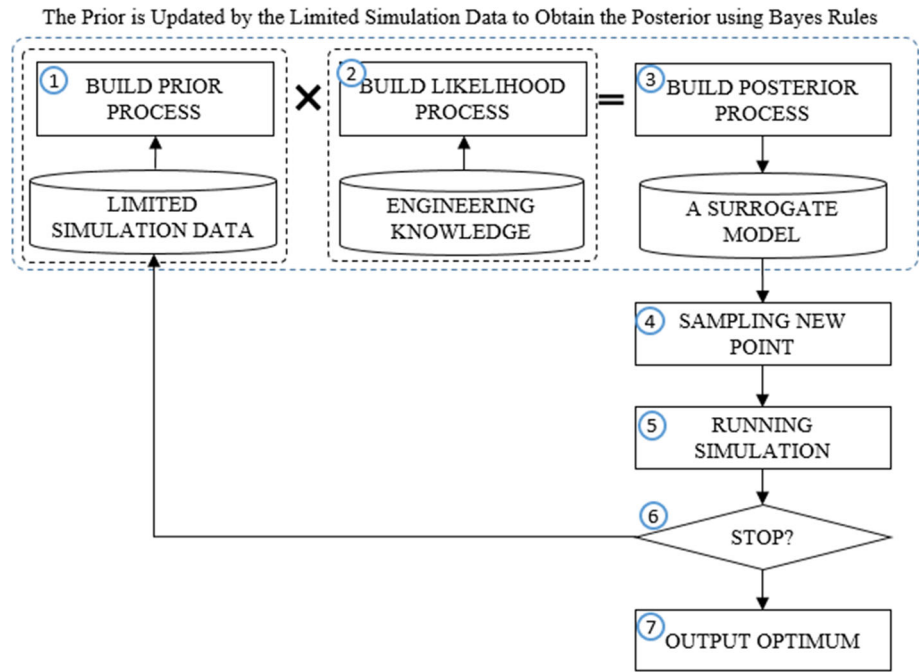 The Prior is Updated by the Limited Simulation Data to Obtain the Posterior using Bayes Rules
1
BUILD PRIOR
PROCESS
×
2
BUILD LIKELIHOOD
PROCESS
=
3
BUILD POSTERIOR
PROCESS
LIMITED
SIMULATION DATA
ENGINEERING
KNOWLEDGE
A SURROGATE
MODEL
4
SAMPLING NEW
POINT
5
RUNNING
SIMULATION
6
STOP?
7
OUTPUT OPTIMUM